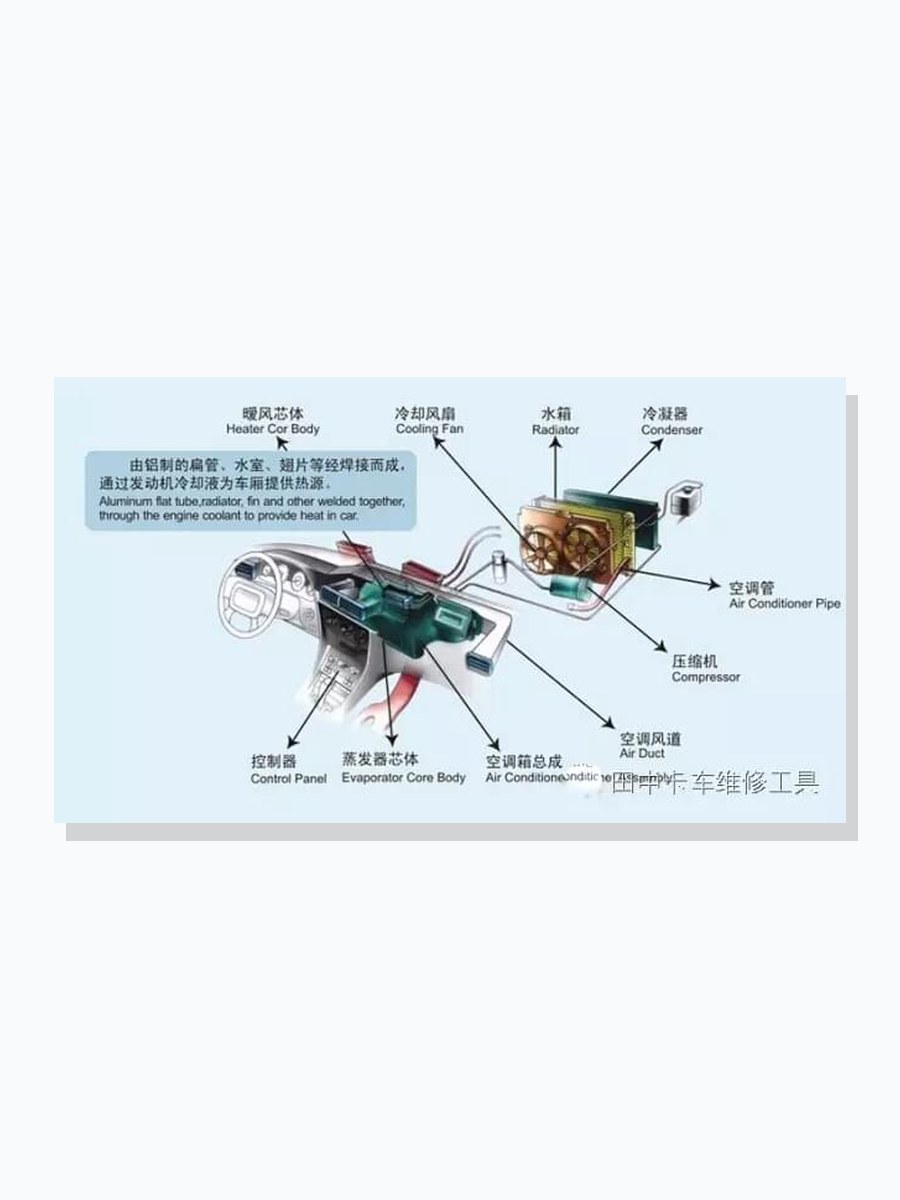 暖风芯体
Heater Cor Body
冷却风扇
Cooling Fan
水箱
Radiator
冷凝器
Condenser
由铝制的扁管、水室、翅片等经焊接而成，
通过发动机冷却液为车厢提供热源。
Aluminum flat tube,radiator, fin and other welded together,
through the engine coolant to provide heat in car.
空调管
Air Conditioner Pipe
压缩机
Compressor
空调风道
Air Duct
控制器
Control Panel
蒸发器芯体
Evaporator Core Body
空调箱总成
Air Conditione
Assembly
田中卡车维修工具